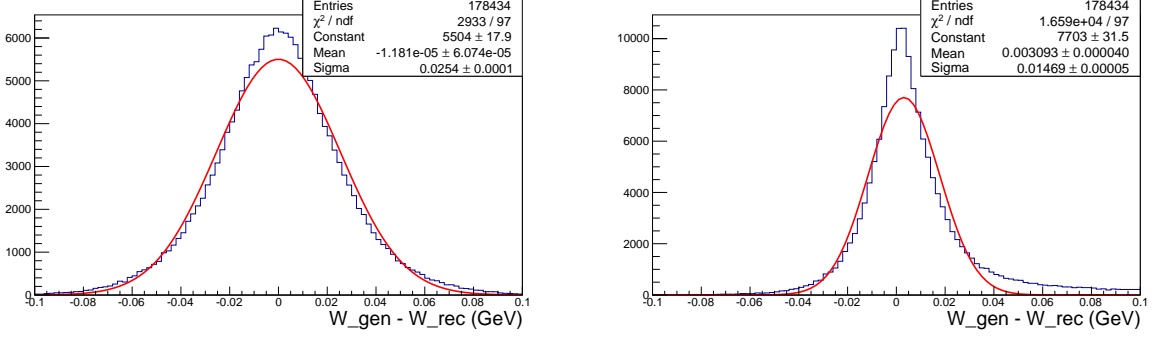 Entries 178434
χ² / ndf 2933 / 97
Constant 5504 ± 17.9
Mean -1.181e-05 ± 6.074e-05
Sigma 0.0254 ± 0.0001
6000
5000
4000
3000
2000
1000
0
-0.1 -0.08 -0.06 -0.04 -0.02 0 0.02 0.04 0.06 0.08 0.1
W_gen - W_rec (GeV)
Entries 178434
χ² / ndf 1.659e+04 / 97
Constant 7703 ± 31.5
Mean 0.003093 ± 0.000040
Sigma 0.01469 ± 0.00005
10000
8000
6000
4000
2000
0
-0.1 -0.08 -0.06 -0.04 -0.02 0 0.02 0.04 0.06 0.08 0.1
W_gen - W_rec (GeV)